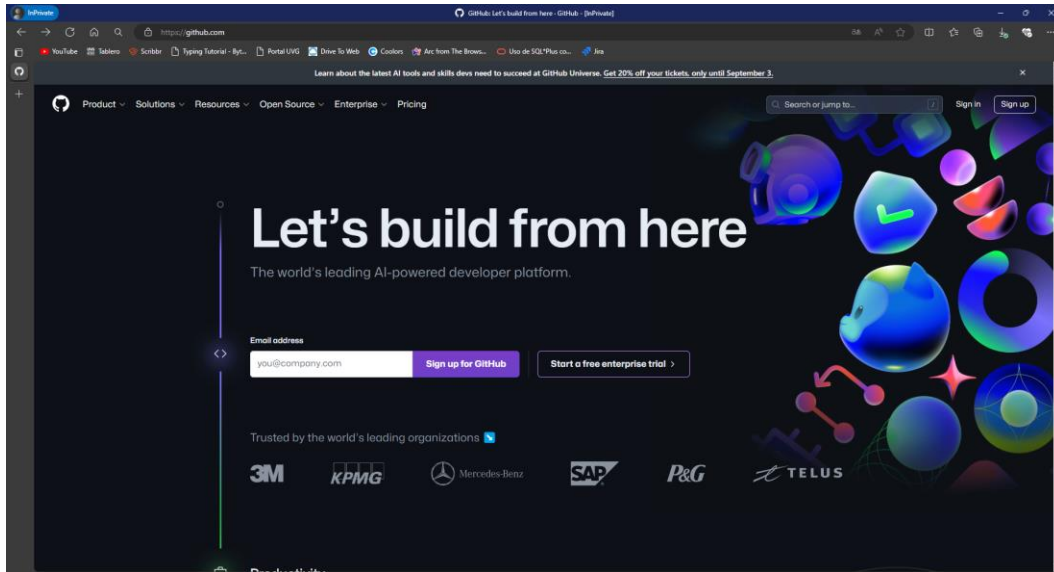 InPrivate
GitHub: Let's build from here · GitHub - [InPrivate]
https://github.com
YouTube Tablero Scribbr Typing Tutorial - Byt... Portal UVG Drive To Web Coolors Arc from The Brows... Uso de SQL*Plus co... Jira
Learn about the latest AI tools and skills devs need to succeed at GitHub Universe. Get 20% off your tickets, only until September 3.
Product Solutions Resources Open Source Enterprise Pricing Search or jump to... / Sign in Sign up
Let's build from here
The world's leading AI-powered developer platform.
Email address
you@company.com Sign up for GitHub Start a free enterprise trial
Trusted by the world's leading organizations
3M KPMG Mercedes-Benz SAP P&G TELUS
Productivity